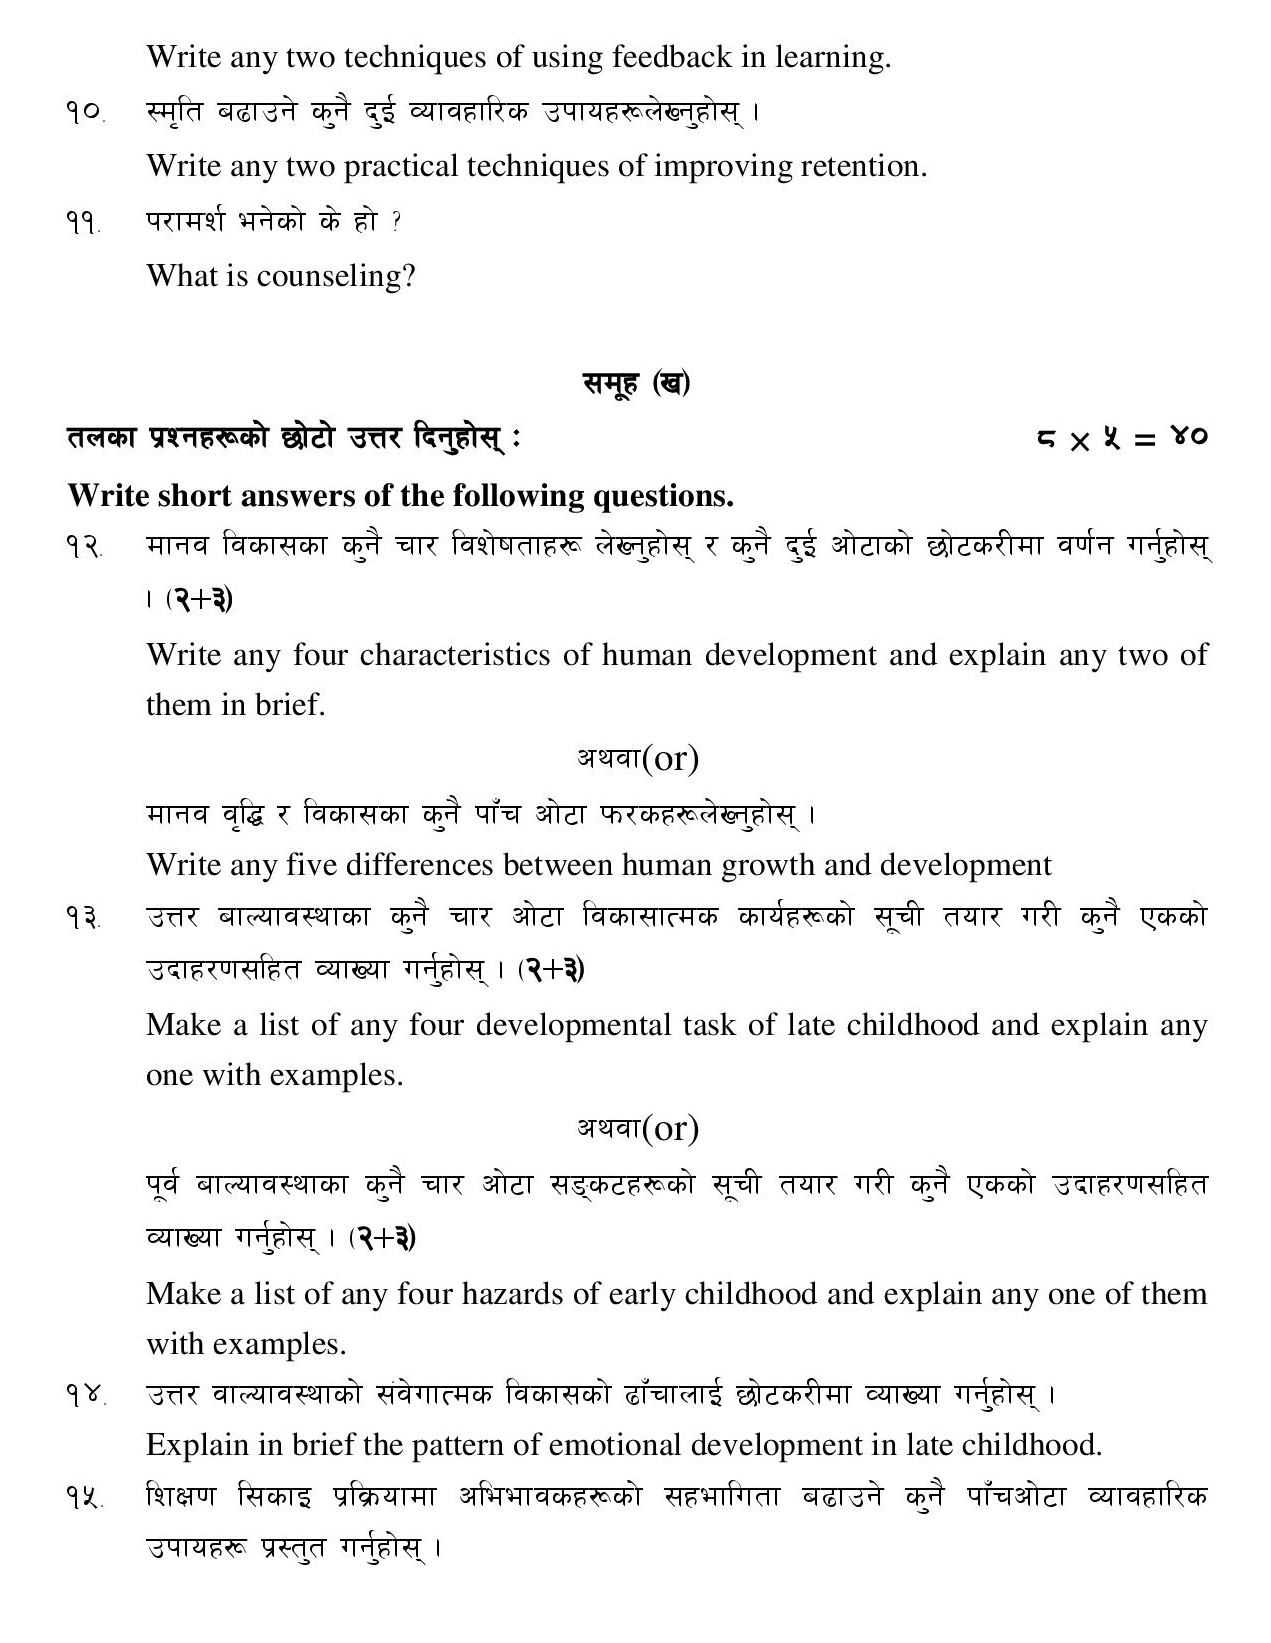 Write any two techniques of using feedback in learning.
१०. स्मृति बढाउने कुनै दुई व्यावहारिक उपायहरूलेख्नुहोस् ।
Write any two practical techniques of improving retention.
११. परामर्श भनेको के हो ?
What is counseling?
समूह (ख)
तलका प्रश्नहरूको छोटो उत्तर दिनुहोस् : ८ × ५ = ४०
Write short answers of the following questions.
१२. मानव विकासका कुनै चार विशेषताहरू लेख्नुहोस् र कुनै दुई ओटाको छोटकरीमा वर्णन गर्नुहोस्
। (२+३)
Write any four characteristics of human development and explain any two of
them in brief.
अथवा(or)
मानव वृद्धि र विकासका कुनै पाँच ओटा फरकहरूलेख्नुहोस् ।
Write any five differences between human growth and development
१३. उत्तर बाल्यावस्थाका कुनै चार ओटा विकासात्मक कार्यहरूको सूची तयार गरी कुनै एकको
उदाहरणसहित व्याख्या गर्नुहोस् । (२+३)
Make a list of any four developmental task of late childhood and explain any
one with examples.
अथवा(or)
पूर्व बाल्यावस्थाका कुनै चार ओटा सङ्कटहरूको सूची तयार गरी कुनै एकको उदाहरणसहित
व्याख्या गर्नुहोस् । (२+३)
Make a list of any four hazards of early childhood and explain any one of them
with examples.
१४. उत्तर वाल्यावस्थाको संवेगात्मक विकासको ढाँचालाई छोटकरीमा व्याख्या गर्नुहोस् ।
Explain in brief the pattern of emotional development in late childhood.
१५. शिक्षण सिकाइ प्रक्रियामा अभिभावकहरूको सहभागिता बढाउने कुनै पाँचओटा व्यावहारिक
उपायहरू प्रस्तुत गर्नुहोस् ।